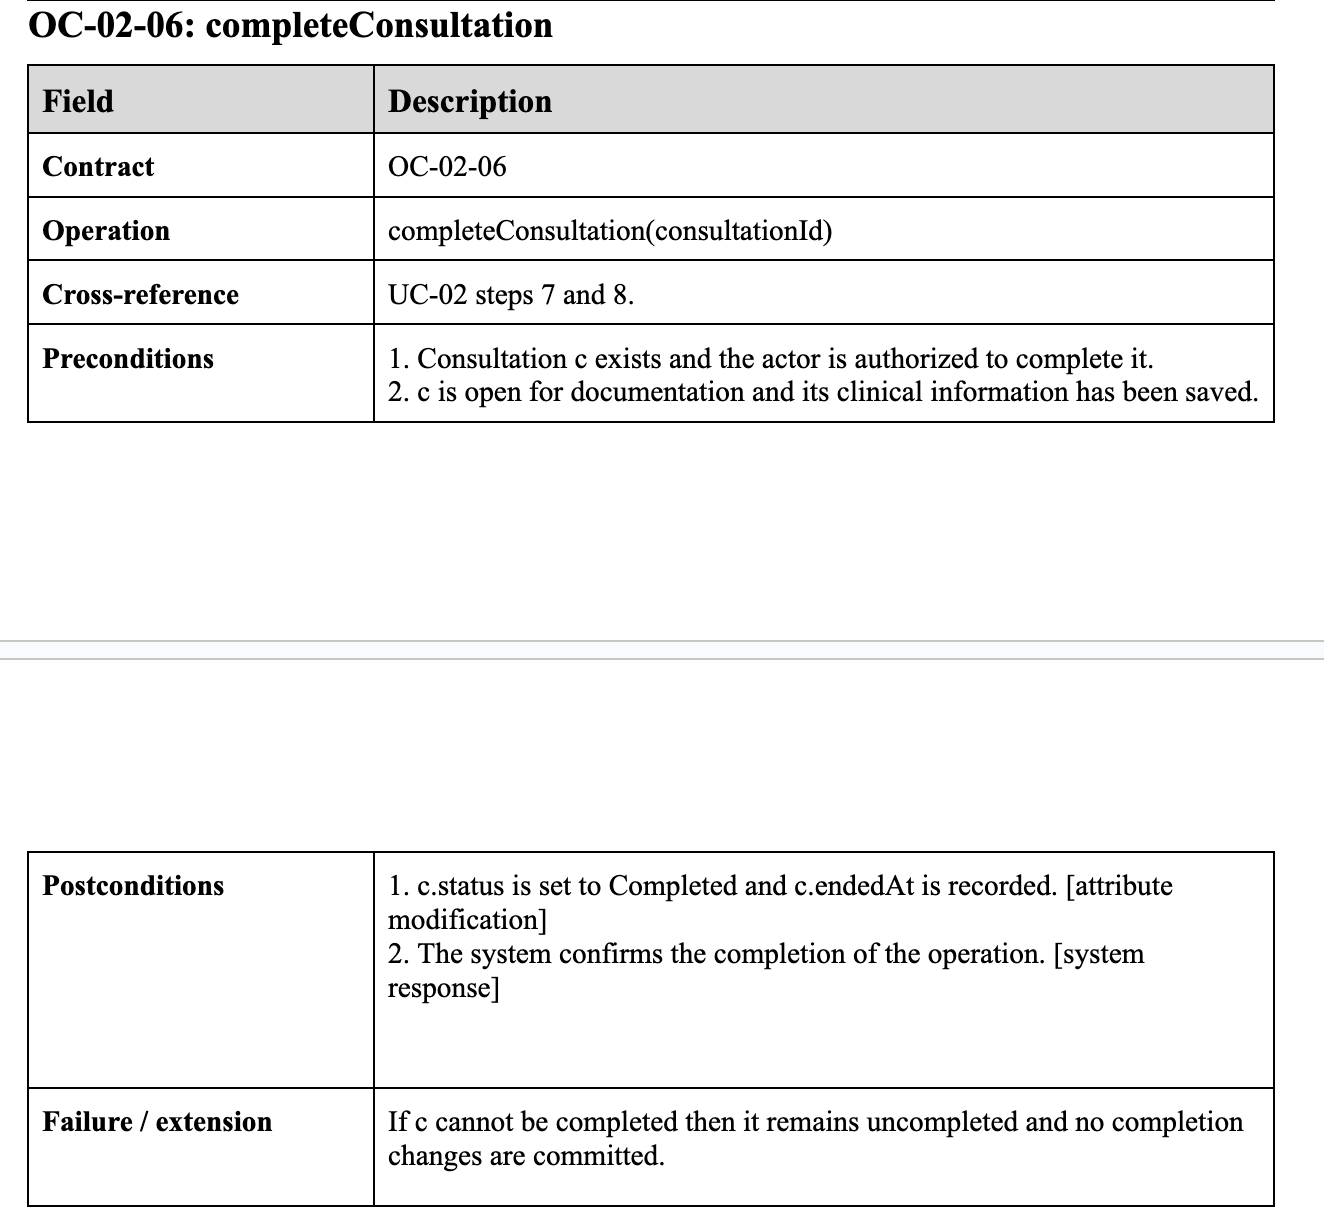 OC-02-06: completeConsultation
Field Description
Contract OC-02-06
Operation completeConsultation(consultationId)
Cross-reference UC-02 steps 7 and 8.
Preconditions 1. Consultation c exists and the actor is authorized to complete it.
2. c is open for documentation and its clinical information has been saved.
Postconditions 1. c.status is set to Completed and c.endedAt is recorded. [attribute
modification]
2. The system confirms the completion of the operation. [system
response]
Failure / extension If c cannot be completed then it remains uncompleted and no completion
changes are committed.